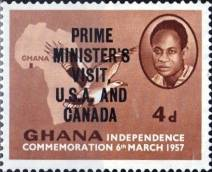 PRIME
MINISTER'S
VISIT,
U.S.A. AND
CANADA
GHANA
4d
GHANA INDEPENDENCE
COMMEMORATION 6th MARCH 1957